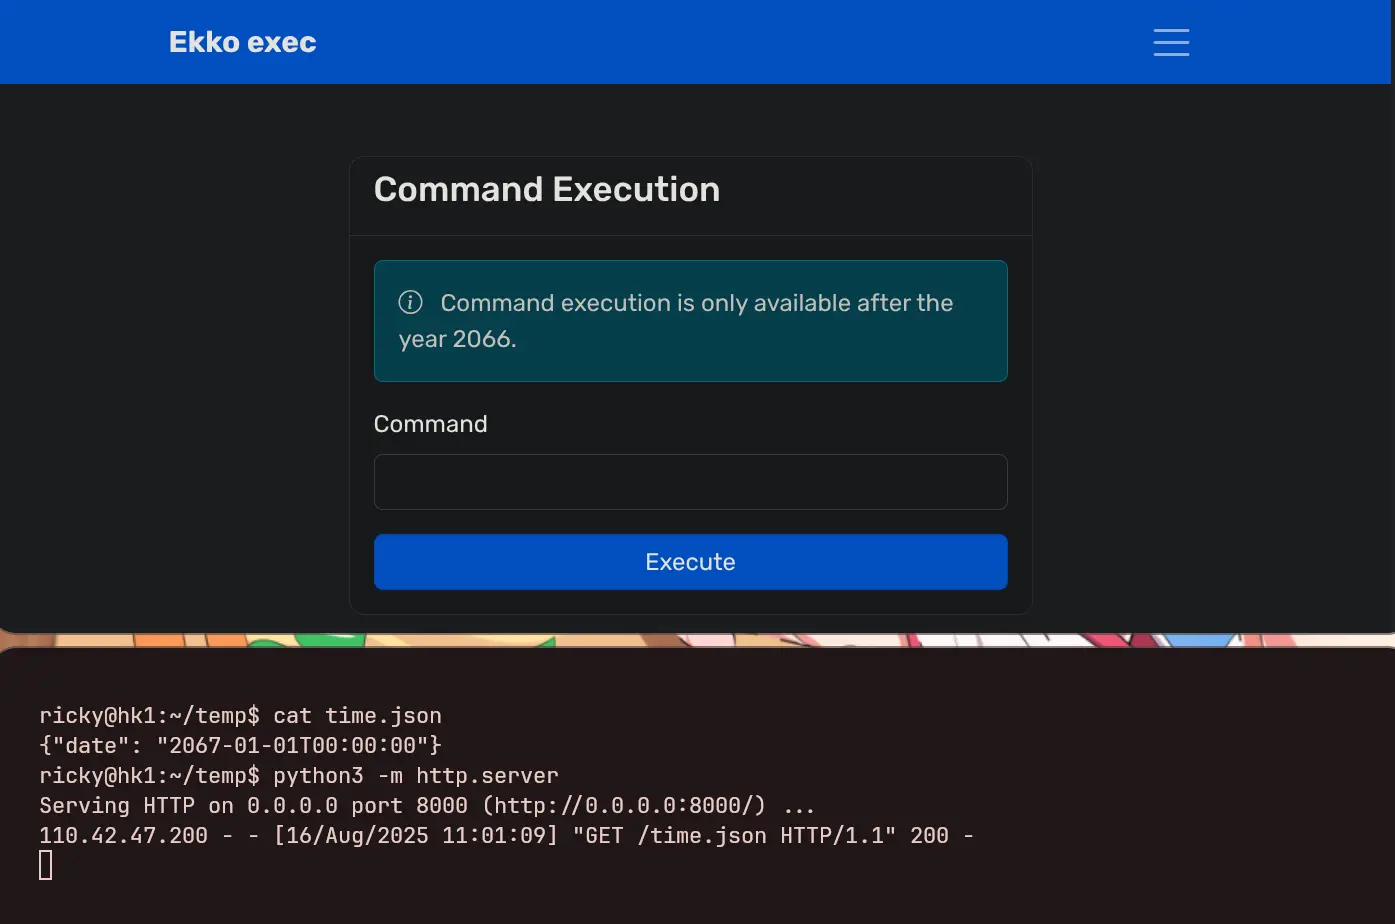 Ekko exec
Command Execution
Command execution is only available after the
year 2066.
Command
Execute
ricky@hk1:~/temp$ cat time.json
{"date": "2067-01-01T00:00:00"}
ricky@hk1:~/temp$ python3 -m http.server
Serving HTTP on 0.0.0.0 port 8000 (http://0.0.0.0:8000/) ...
110.42.47.200 - - [16/Aug/2025 11:01:09] "GET /time.json HTTP/1.1" 200 -